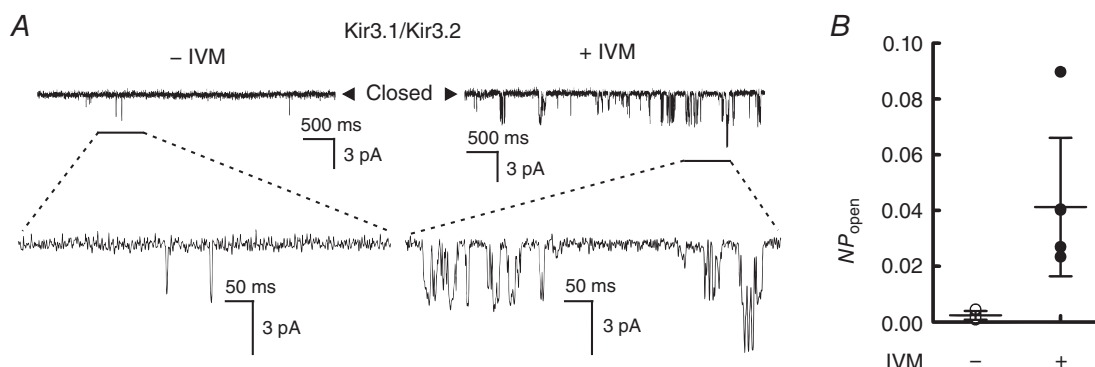 A
Kir3.1/Kir3.2
– IVM
+ IVM
◄ Closed ►
500 ms
3 pA
500 ms
3 pA
50 ms
3 pA
50 ms
3 pA
B
0.10
0.08
0.06
0.04
0.02
0.00
NPopen
IVM – +